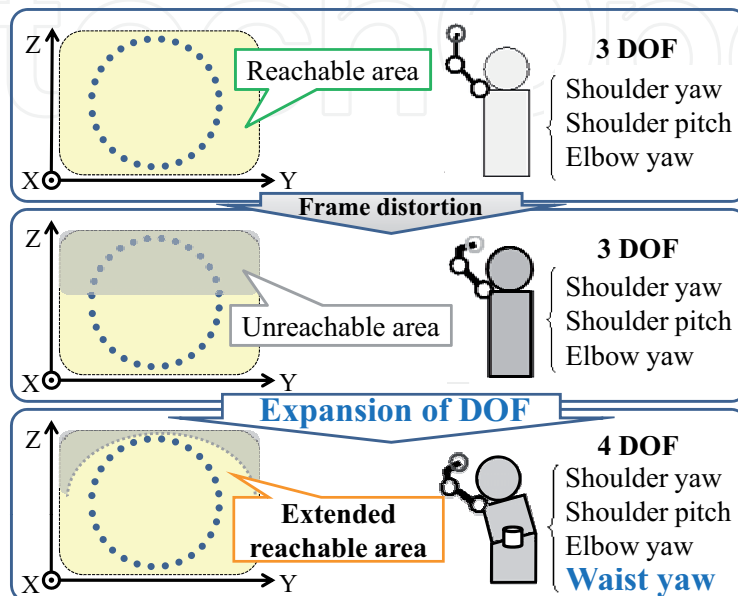 Z
Reachable area
X
Y
3 DOF
Shoulder yaw
Shoulder pitch
Elbow yaw
Frame distortion
Z
Unreachable area
X
Y
3 DOF
Shoulder yaw
Shoulder pitch
Elbow yaw
Expansion of DOF
Z
Extended
reachable area
X
Y
4 DOF
Shoulder yaw
Shoulder pitch
Elbow yaw
Waist yaw